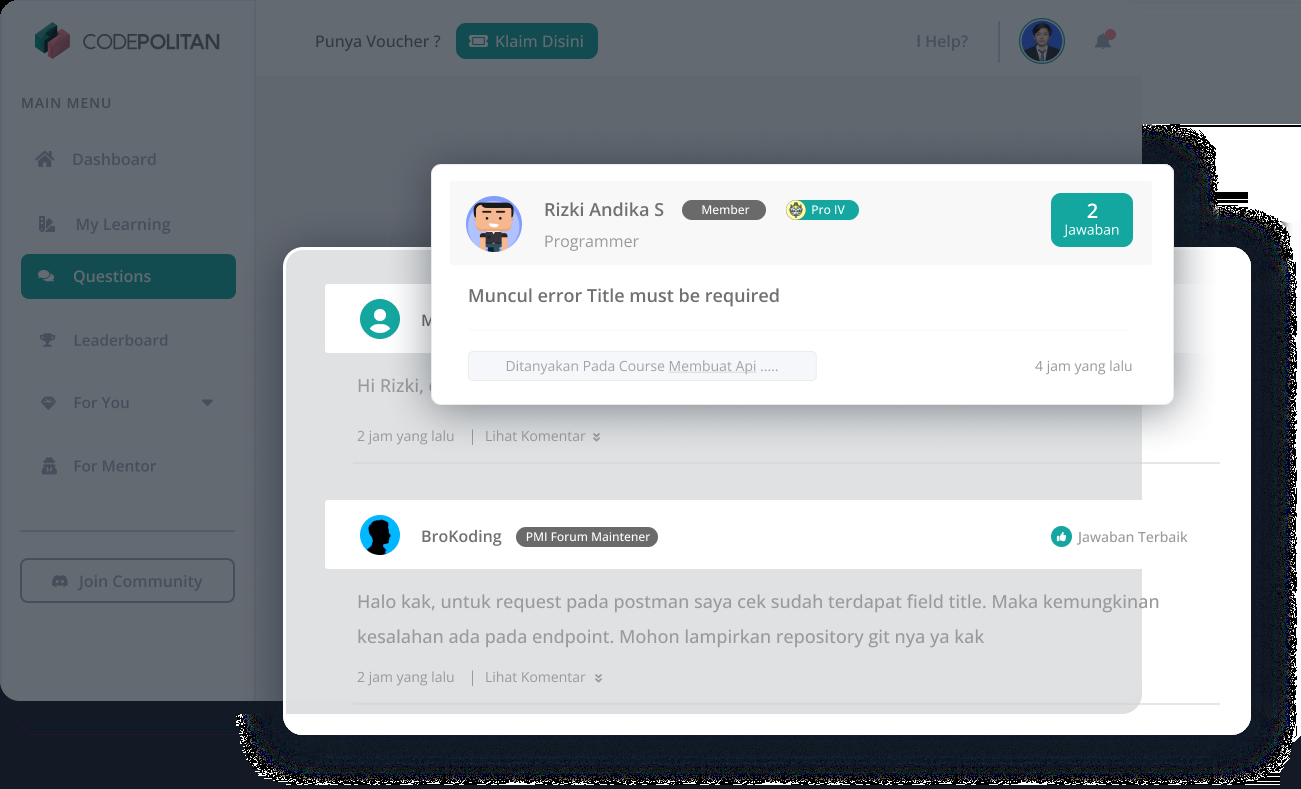 CODEPOLITAN
Punya Voucher ?
Klaim Disini
Help?
MAIN MENU
Dashboard
My Learning
Questions
Leaderboard
For You
For Mentor
Join Community
Rizki Andika S
Member
Pro IV
2
Jawaban
Programmer
Muncul error Title must be required
Ditanyakan Pada Course Membuat Api .....
4 jam yang lalu
Hi Rizki,
2 jam yang lalu | Lihat Komentar
BroKoding
PMI Forum Maintener
Jawaban Terbaik
Halo kak, untuk request pada postman saya cek sudah terdapat field title. Maka kemungkinan
kesalahan ada pada endpoint. Mohon lampirkan repository git nya ya kak
2 jam yang lalu | Lihat Komentar